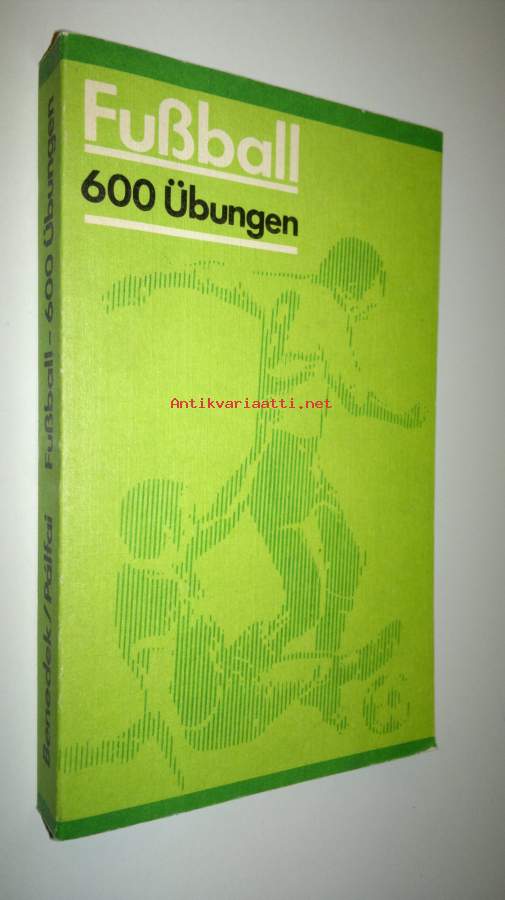 Fußball
600 Übungen
Antikvariaatti.net
Benedek/Pálfai Fußball - 600 Übungen